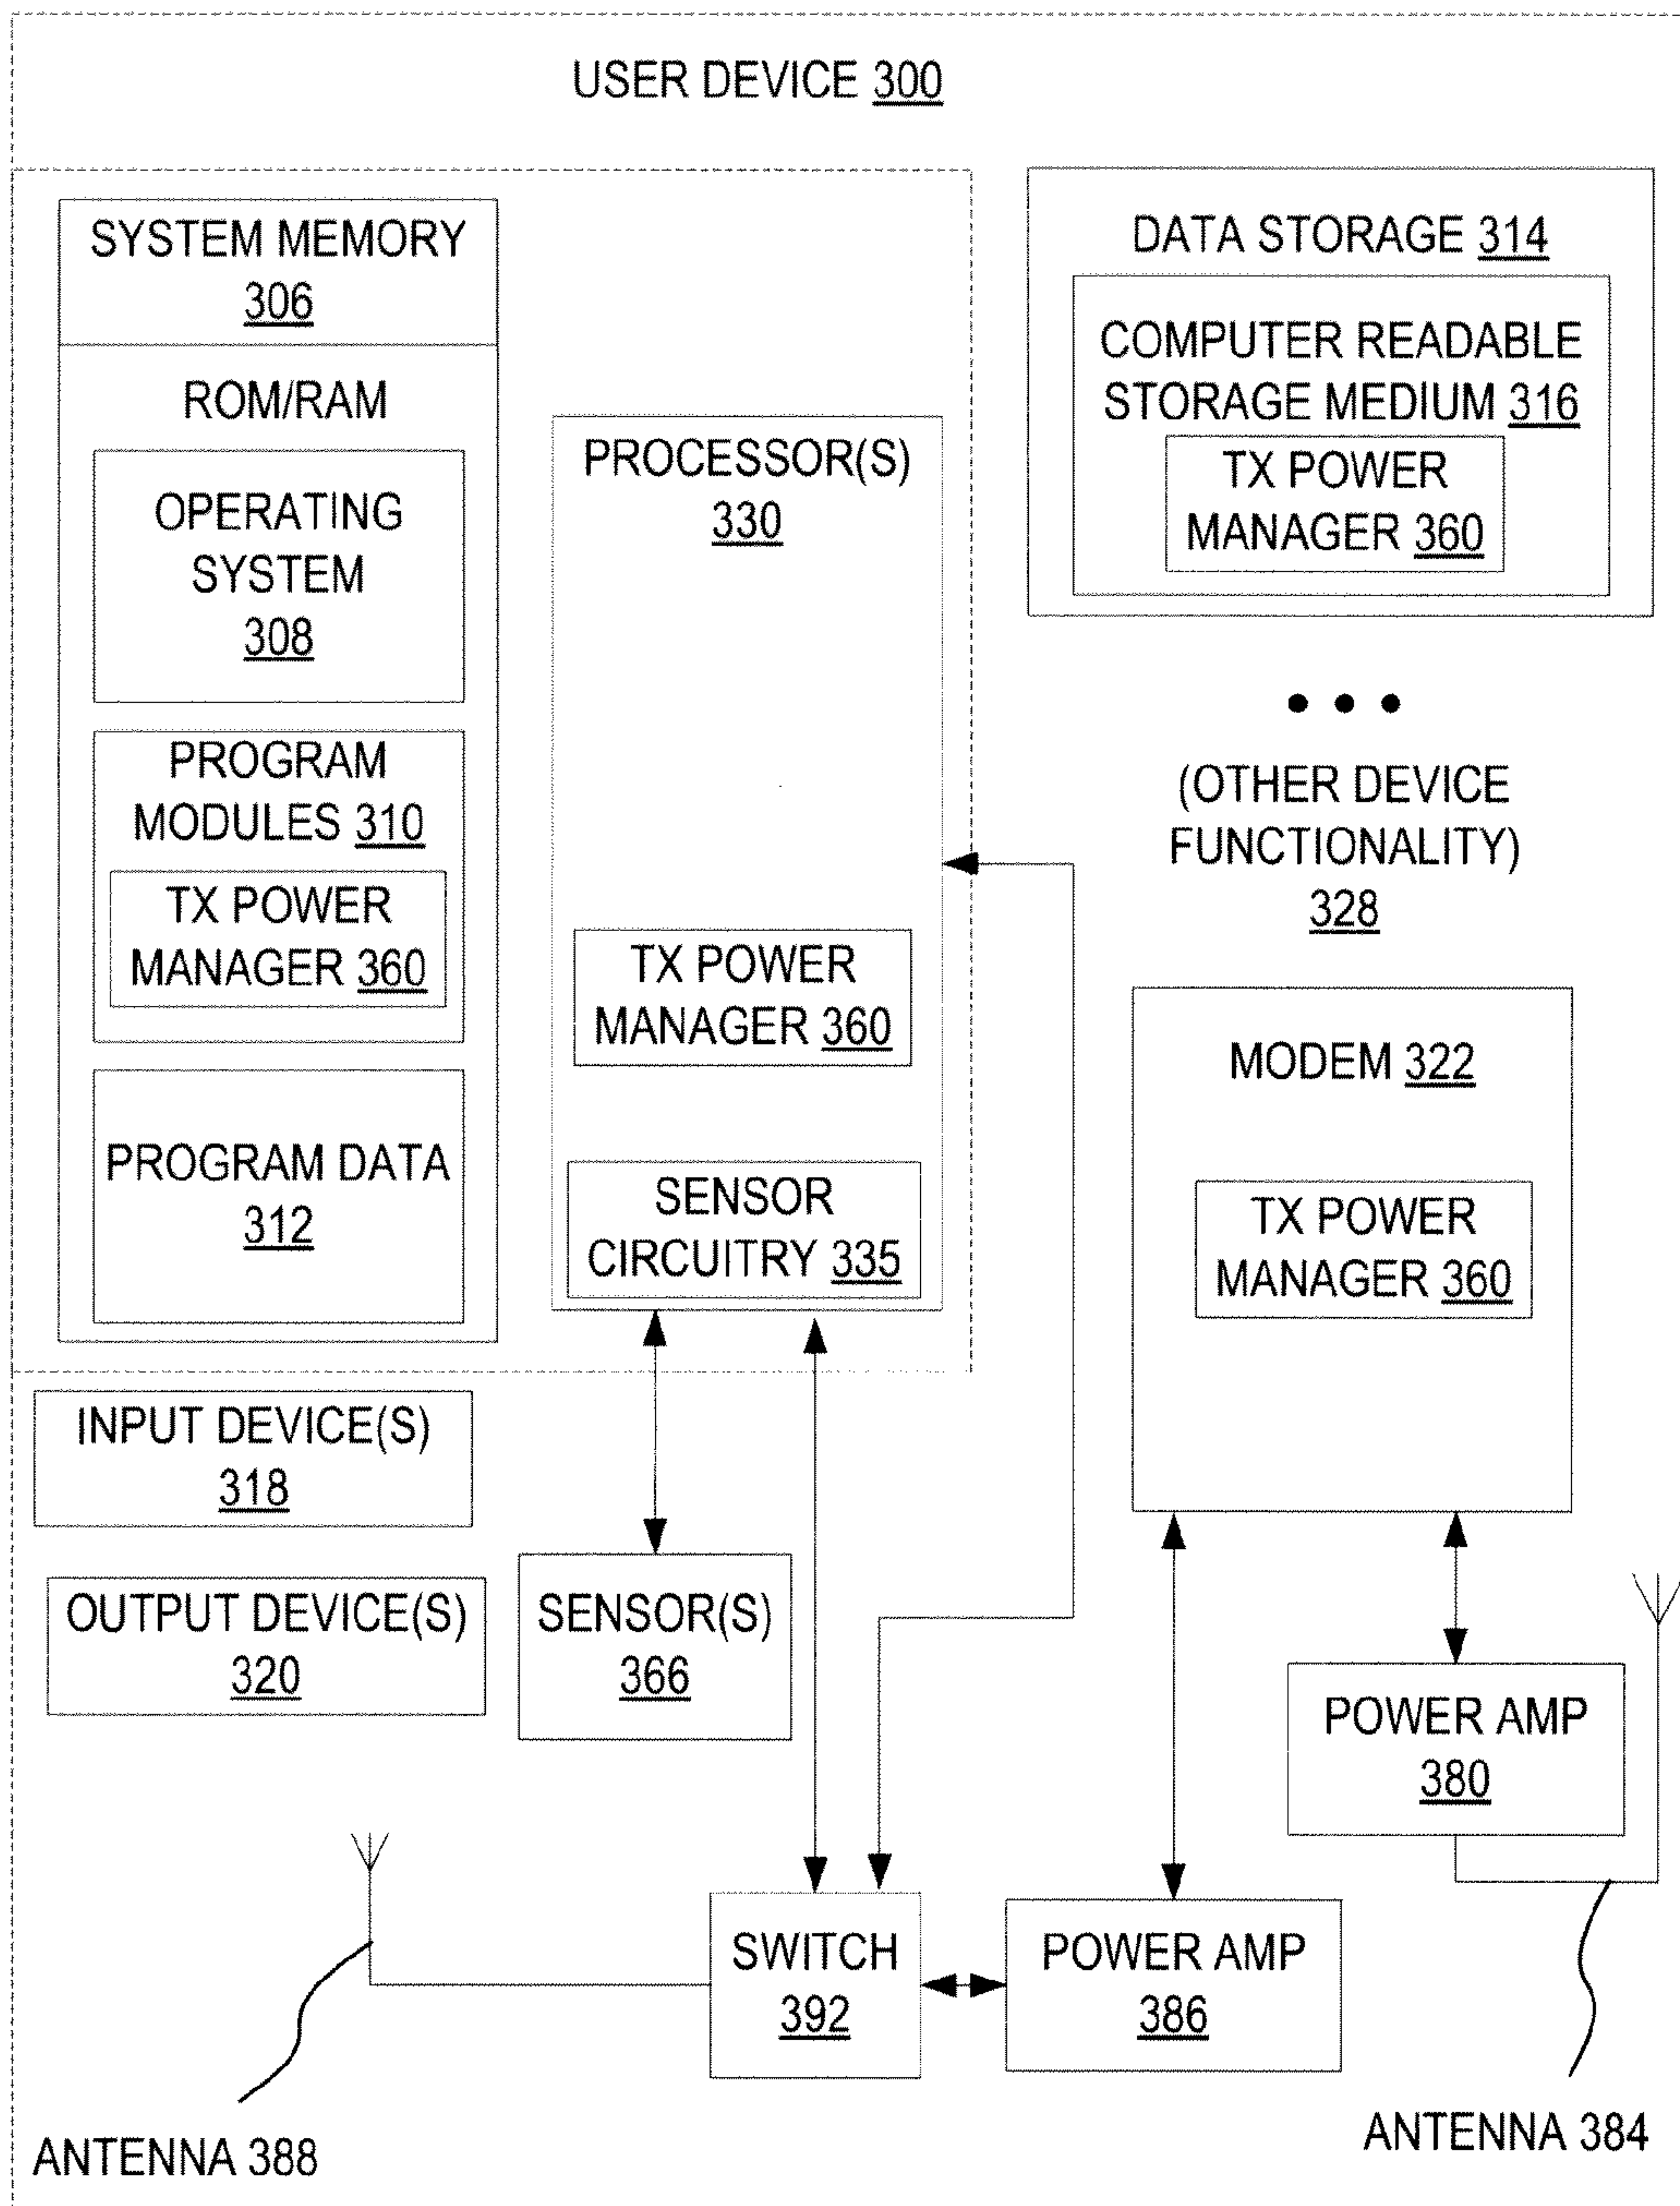 USER DEVICE 300
SYSTEM MEMORY
306
ROM/RAM
OPERATING
SYSTEM
308
PROGRAM
MODULES 310
TX POWER
MANAGER 360
PROGRAM DATA
312
PROCESSOR(S)
330
TX POWER
MANAGER 360
SENSOR
CIRCUITRY 335
DATA STORAGE 314
COMPUTER READABLE
STORAGE MEDIUM 316
TX POWER
MANAGER 360
(OTHER DEVICE
FUNCTIONALITY)
328
MODEM 322
TX POWER
MANAGER 360
INPUT DEVICE(S)
318
OUTPUT DEVICE(S)
320
SENSOR(S)
366
POWER AMP
380
SWITCH
392
POWER AMP
386
ANTENNA 388
ANTENNA 384